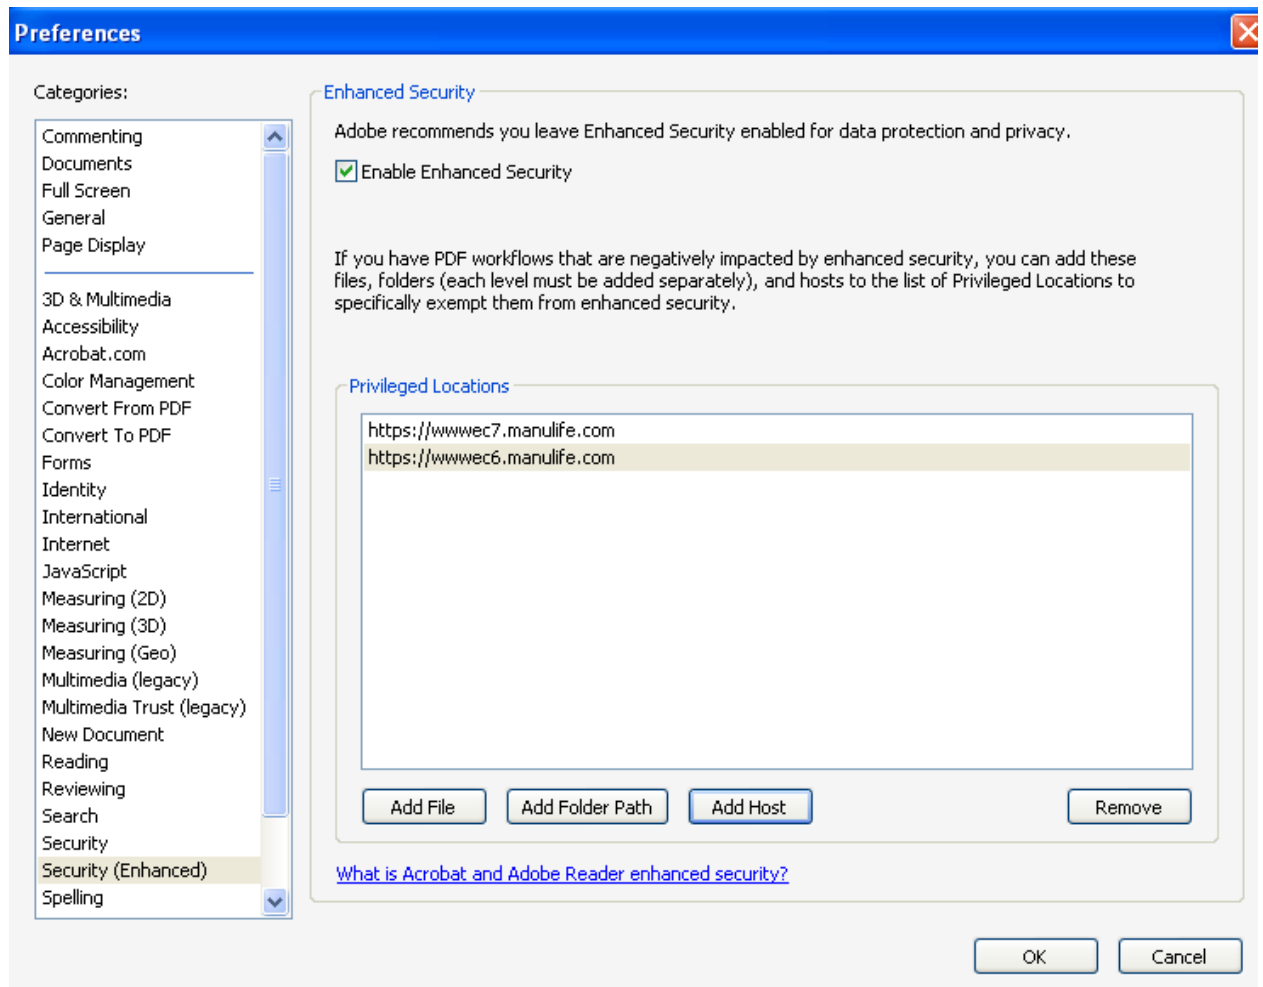 Preferences
Categories:
Commenting
Documents
Full Screen
General
Page Display
3D & Multimedia
Accessibility
Acrobat.com
Color Management
Convert From PDF
Convert To PDF
Forms
Identity
International
Internet
JavaScript
Measuring (2D)
Measuring (3D)
Measuring (Geo)
Multimedia (legacy)
Multimedia Trust (legacy)
New Document
Reading
Reviewing
Search
Security
Security (Enhanced)
Spelling
Enhanced Security
Adobe recommends you leave Enhanced Security enabled for data protection and privacy.
Enable Enhanced Security
If you have PDF workflows that are negatively impacted by enhanced security, you can add these
files, folders (each level must be added separately), and hosts to the list of Privileged Locations to
specifically exempt them from enhanced security.
Privileged Locations
https://wwwec7.manulife.com
https://wwwec6.manulife.com
Add File
Add Folder Path
Add Host
Remove
What is Acrobat and Adobe Reader enhanced security?
OK
Cancel